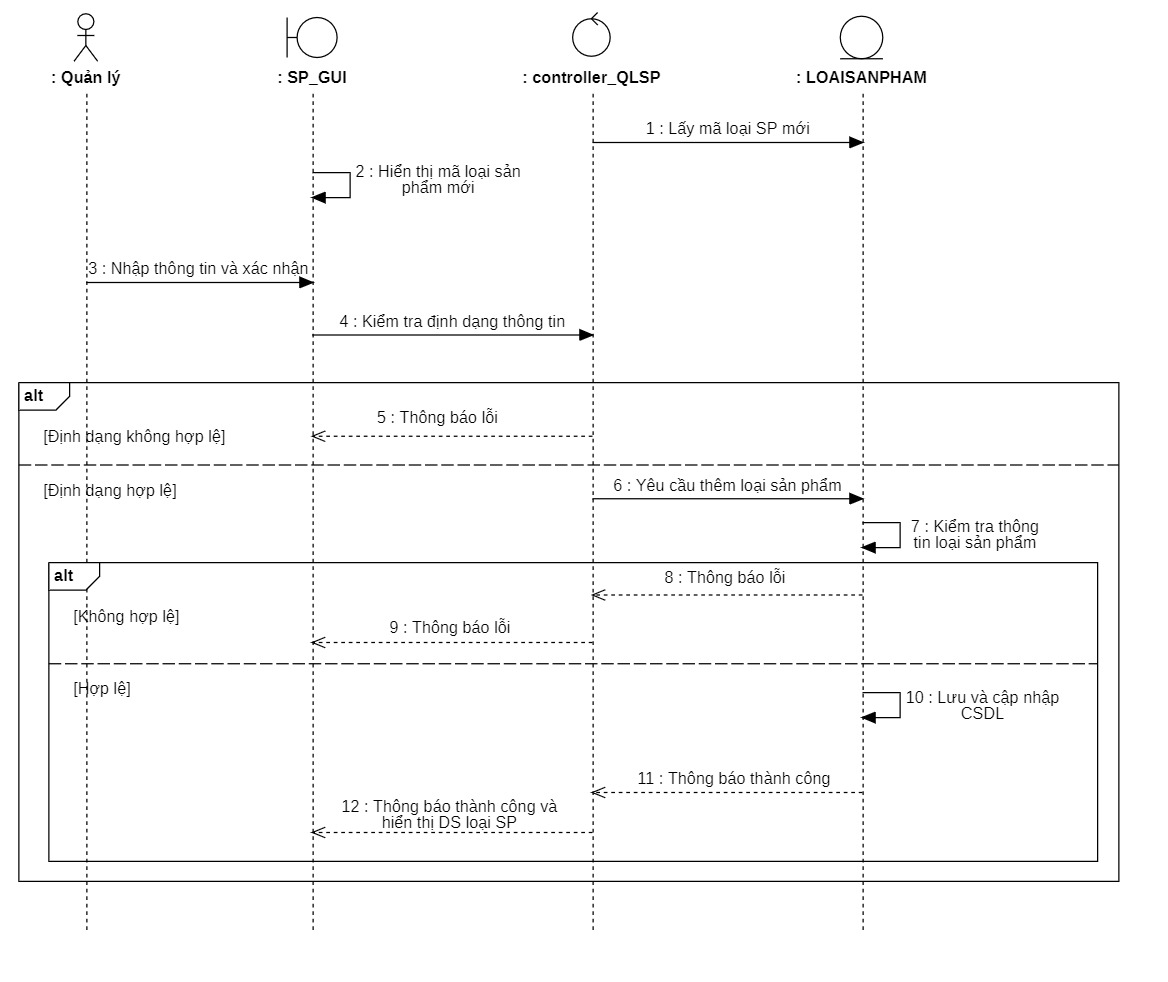 : Quản lý
: SP_GUI
: controller_QLSP
: LOAISANPHAM
1 : Lấy mã loại SP mới
2 : Hiển thị mã loại sản
phẩm mới
3 : Nhập thông tin và xác nhận
4 : Kiểm tra định dạng thông tin
alt
5 : Thông báo lỗi
[Định dạng không hợp lệ]
[Định dạng hợp lệ]
6 : Yêu cầu thêm loại sản phẩm
7 : Kiểm tra thông
tin loại sản phẩm
alt
8 : Thông báo lỗi
[Không hợp lệ]
9 : Thông báo lỗi
[Hợp lệ]
10 : Lưu và cập nhập
CSDL
11 : Thông báo thành công
12 : Thông báo thành công và
hiển thị DS loại SP